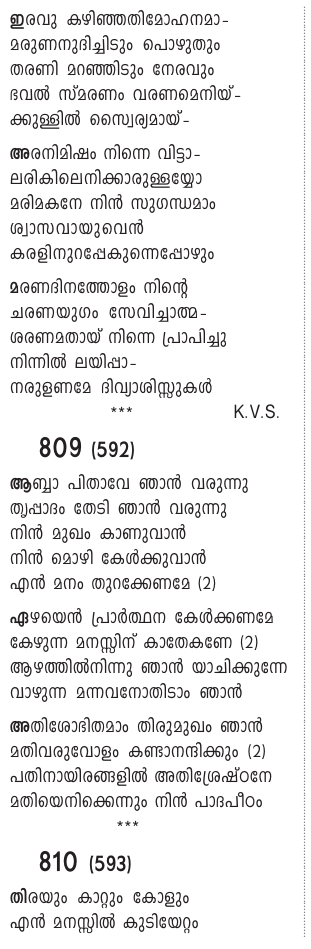 ഇരവു കഴിഞ്ഞതിമോഹനമാ-
മരുണനുദിച്ചിടും പൊഴുതും
തരണി മറഞ്ഞിടും നേരവും
ഭവൽ സ്മരണം വരണമെനിയ്-
ക്കുള്ളിൽ സ്വൈര്യമായ്-
അരനിമിഷം നിന്നെ വിട്ടാ-
ലരികിലെനിക്കാരുള്ളയ്യോ
മരിമകനേ നിൻ സുഗന്ധമാം
ശ്വാസവായുവെൻ
കരളിനുറപ്പേകുന്നെപ്പോഴും
മരണദിനത്തോളം നിന്റെ
ചരണയുഗം സേവിച്ചാത്മ-
ശരണമതായ് നിന്നെ പ്രാപിച്ചു
നിന്നിൽ ലയിപ്പാ-
നരുളണമേ ദിവ്യാശിസ്സുകൾ
*** K.V.S.
809 (592)
ആബ്ബാ പിതാവേ ഞാൻ വരുന്നു
തൃപ്പാദം തേടി ഞാൻ വരുന്നു
നിൻ മുഖം കാണുവാൻ
നിൻ മൊഴി കേൾക്കുവാൻ
എൻ മനം തുറക്കേണമേ (2)
ഏഴയെൻ പ്രാർത്ഥന കേൾക്കണമേ
കേഴുന്ന മനസ്സിന് കാതേകണേ (2)
ആഴത്തിൽനിന്നു ഞാൻ യാചിക്കുന്നേ
വാഴുന്ന മന്നവനോതിടാം ഞാൻ
അതിശോഭിതമാം തിരുമുഖം ഞാൻ
മതിവരുവോളം കണ്ടാനന്ദിക്കും (2)
പതിനായിരങ്ങളിൽ അതിശ്രേഷ്ഠനേ
മതിയെനിക്കെന്നും നിൻ പാദപീഠം
***
810 (593)
തിരയും കാറ്റും കോളും
എൻ മനസ്സിൽ കുടിയേറ്റം